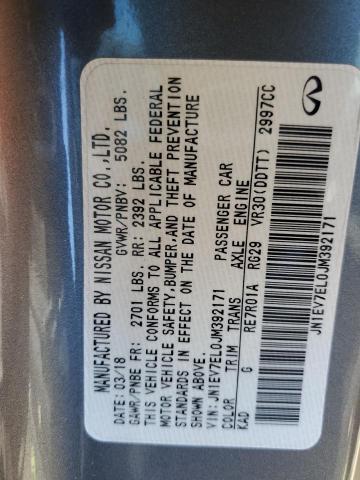 MANUFACTURED BY NISSAN MOTOR CO.,LTD.
DATE: 03/18 GVWR/PNBV: 5082 LBS.
GAWR/PNBE FR: 2701 LBS. RR: 2392 LBS.
THIS VEHICLE CONFORMS TO ALL APPLICABLE FEDERAL
MOTOR VEHICLE SAFETY,BUMPER,AND THEFT PREVENTION
STANDARDS IN EFFECT ON THE DATE OF MANUFACTURE
SHOWN ABOVE.
VIN:JN1EV7EL0JM392171 PASSENGER CAR
COLOR TRIM TRANS AXLE ENGINE
KAD G RE7R01A RG29 VR30(DDTT) 2997CC
JN1EV7EL0JM392171